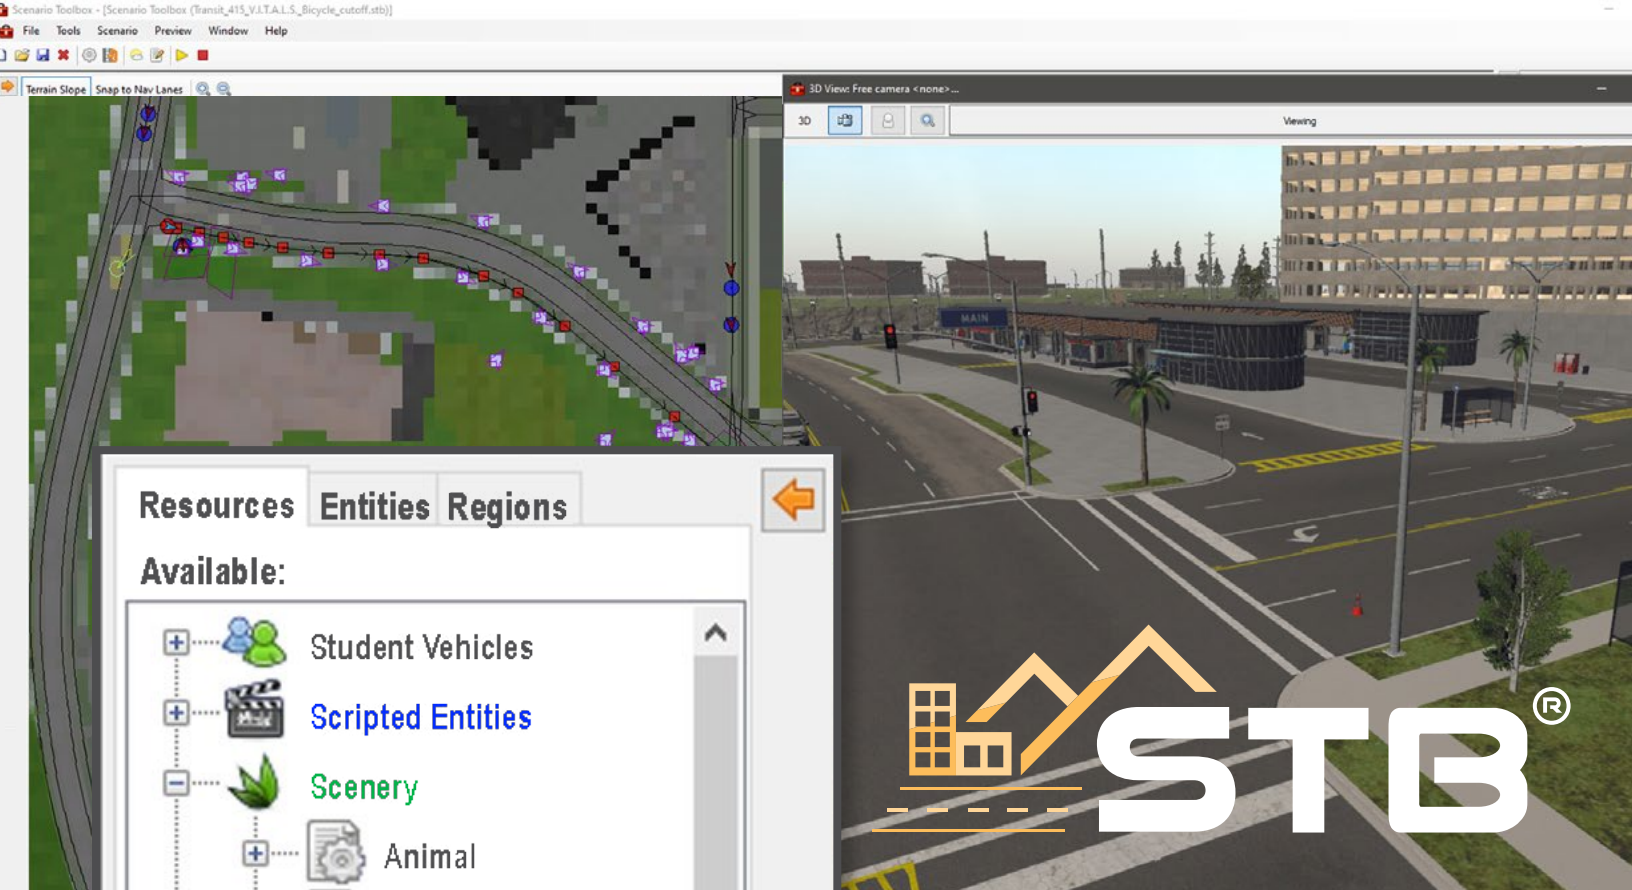 Scenario Toolbox - [Scenario Toolbox (Transit_415_V.I.T.A.L.S._Bicycle_cutoff.stb)]
File Tools Scenario Preview Window Help
Terrain Slope Snap to Nav Lanes
3D View: Free camera <none>...
3D Viewing
MAIN
Resources Entities Regions
Available:
Student Vehicles
Scripted Entities
Scenery
Animal
STB®